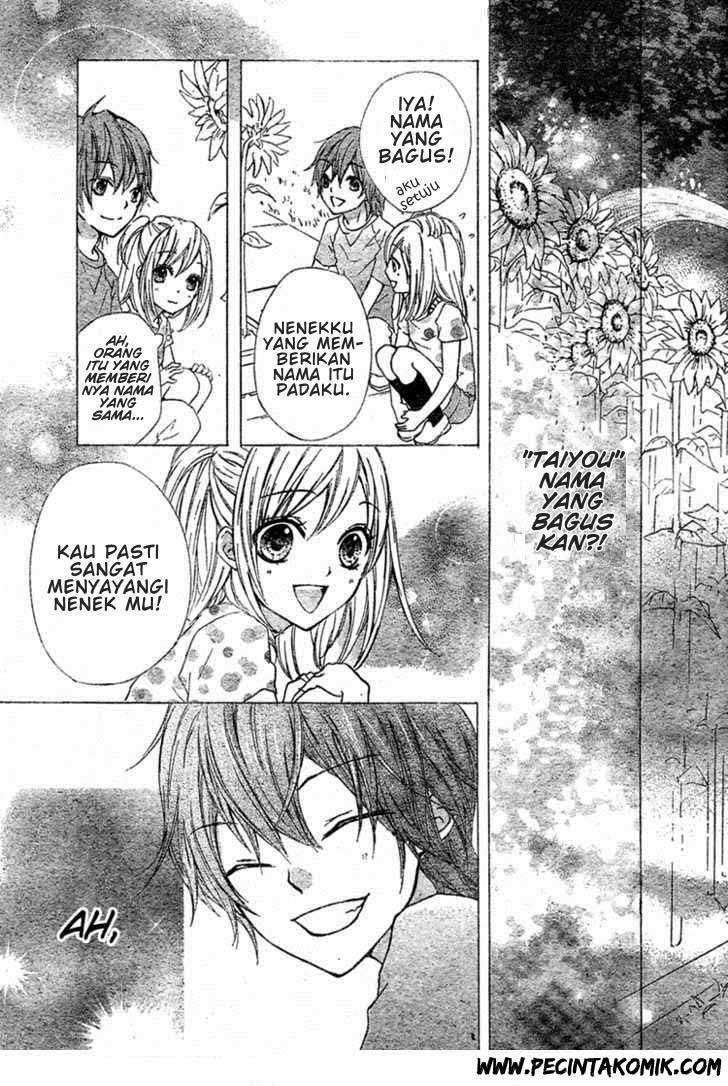 "TAIYOU"
NAMA
YANG
BAGUS
KAN?!
IYA!
NAMA
YANG
BAGUS!
aku
setuju
NENEKKU
YANG MEM-
BERIKAN
NAMA ITU
PADAKU.
AH,
ORANG
ITU YANG
MEMBERI
NYA NAMA
YANG
SAMA...
KAU PASTI
SANGAT
MENYAYANGI
NENEK MU!
AH,
WWW.PECINTAKOMIK.COM